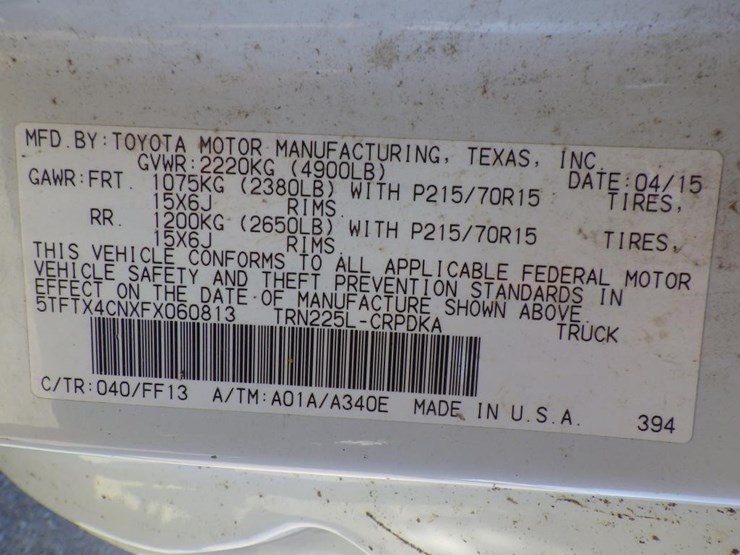 MFD.BY:TOYOTA MOTOR MANUFACTURING, TEXAS, INC.
GVWR:2220KG (4900LB) DATE:04/15
GAWR:FRT. 1075KG (2380LB) WITH P215/70R15 TIRES,
15X6J RIMS
RR. 1200KG (2650LB) WITH P215/70R15 TIRES,
15X6J RIMS
THIS VEHICLE CONFORMS TO ALL APPLICABLE FEDERAL MOTOR
VEHICLE SAFETY AND THEFT PREVENTION STANDARDS IN
EFFECT ON THE DATE OF MANUFACTURE SHOWN ABOVE.
5TFTX4CNXFX060813 TRN225L-CRPDKA TRUCK
C/TR:040/FF13 A/TM:A01A/A340E MADE IN U.S.A. 394